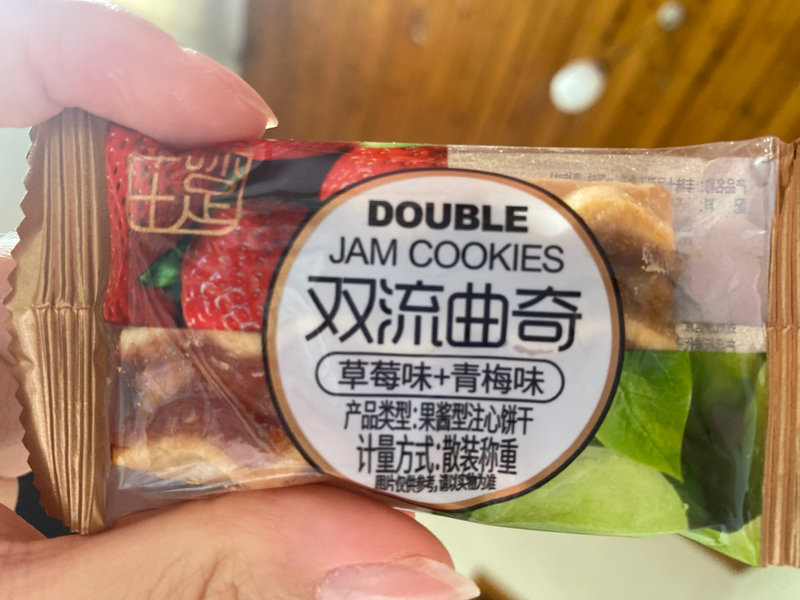 DOUBLE
JAM COOKIES
双流曲奇
草莓味+青梅味
产品类型:果酱型注心饼干
计量方式:散装称重
图片仅供参考,请以实物为准